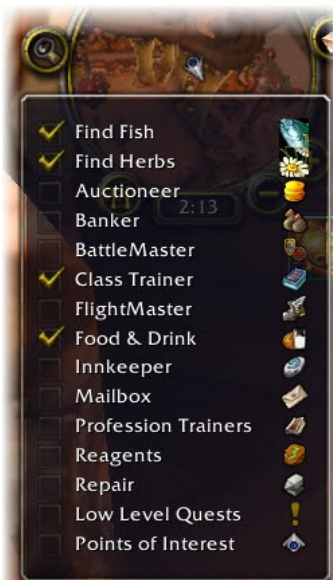 Find Fish
Find Herbs
Auctioneer
2:13
Banker
BattleMaster
Class Trainer
FlightMaster
Food & Drink
Innkeeper
Mailbox
Profession Trainers
Reagents
Repair
Low Level Quests
Points of Interest